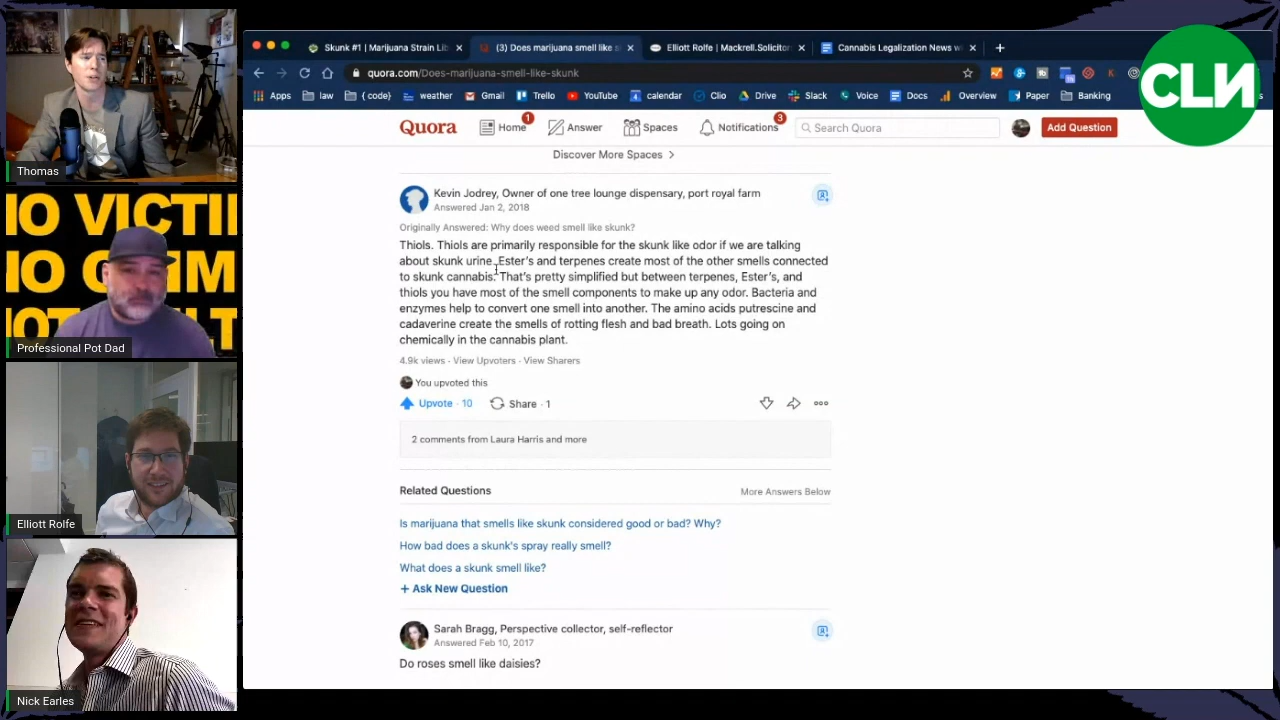 Thomas
NO VICTI
NO CRIM
NOT GUILT
Professional Pot Dad
Elliott Rolfe
Nick Earles
Skunk #1 | Marijuana Strain Lib
(3) Does marijuana smell like s
Elliott Rolfe | Mackrell.Solicitor
Cannabis Legalization News w
CLN
quora.com/Does-marijuana-smell-like-skunk
Apps law { code} weather Gmail Trello YouTube calendar Clio Drive Slack Voice Docs Overview Paper Banking
Quora Home 1 Answer Spaces Notifications 3 Search Quora Add Question
Discover More Spaces
Kevin Jodrey, Owner of one tree lounge dispensary, port royal farm
Answered Jan 2, 2018
Originally Answered: Why does weed smell like skunk?
Thiols. Thiols are primarily responsible for the skunk like odor if we are talking
about skunk urine. Ester's and terpenes create most of the other smells connected
to skunk cannabis. That's pretty simplified but between terpenes, Ester's, and
thiols you have most of the smell components to make up any odor. Bacteria and
enzymes help to convert one smell into another. The amino acids putrescine and
cadaverine create the smells of rotting flesh and bad breath. Lots going on
chemically in the cannabis plant.
4.9k views · View Upvoters · View Sharers
You upvoted this
Upvote · 10 Share · 1
2 comments from Laura Harris and more
Related Questions More Answers Below
Is marijuana that smells like skunk considered good or bad? Why?
How bad does a skunk's spray really smell?
What does a skunk smell like?
+ Ask New Question
Sarah Bragg, Perspective collector, self-reflector
Answered Feb 10, 2017
Do roses smell like daisies?